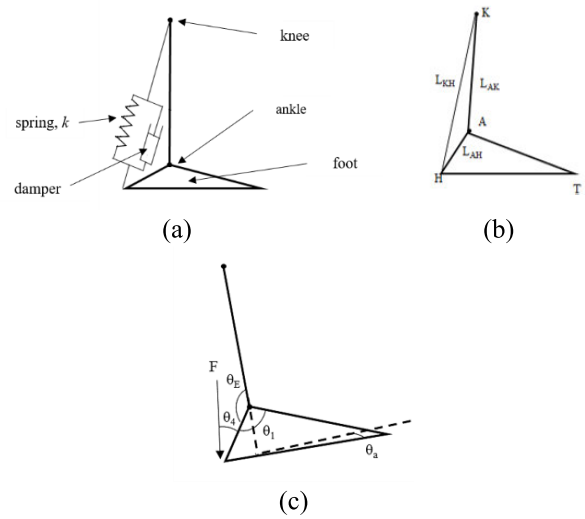 knee
spring, k
ankle
foot
damper
(a)
K
L_KH
L_AK
A
L_AH
H
T
(b)
F
θ_E
θ_4
θ_1
θ_a
(c)